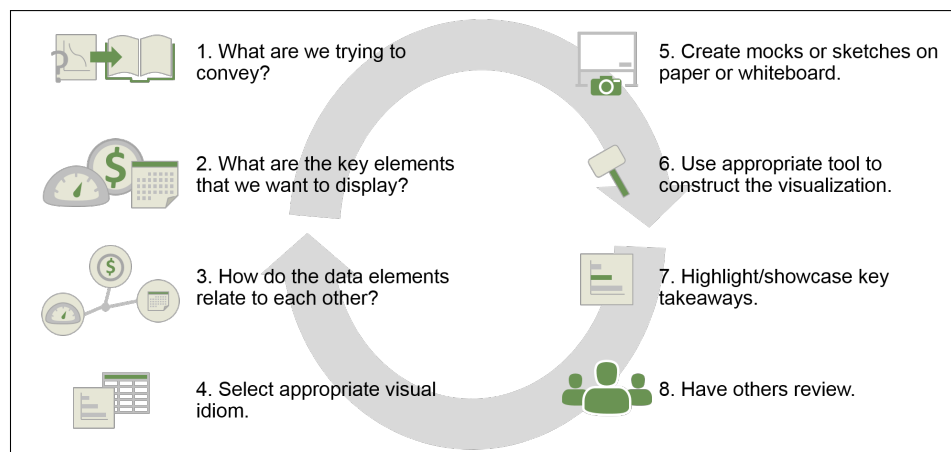 1. What are we trying to
convey?
2. What are the key elements
that we want to display?
3. How do the data elements
relate to each other?
4. Select appropriate visual
idiom.
5. Create mocks or sketches on
paper or whiteboard.
6. Use appropriate tool to
construct the visualization.
7. Highlight/showcase key
takeaways.
8. Have others review.